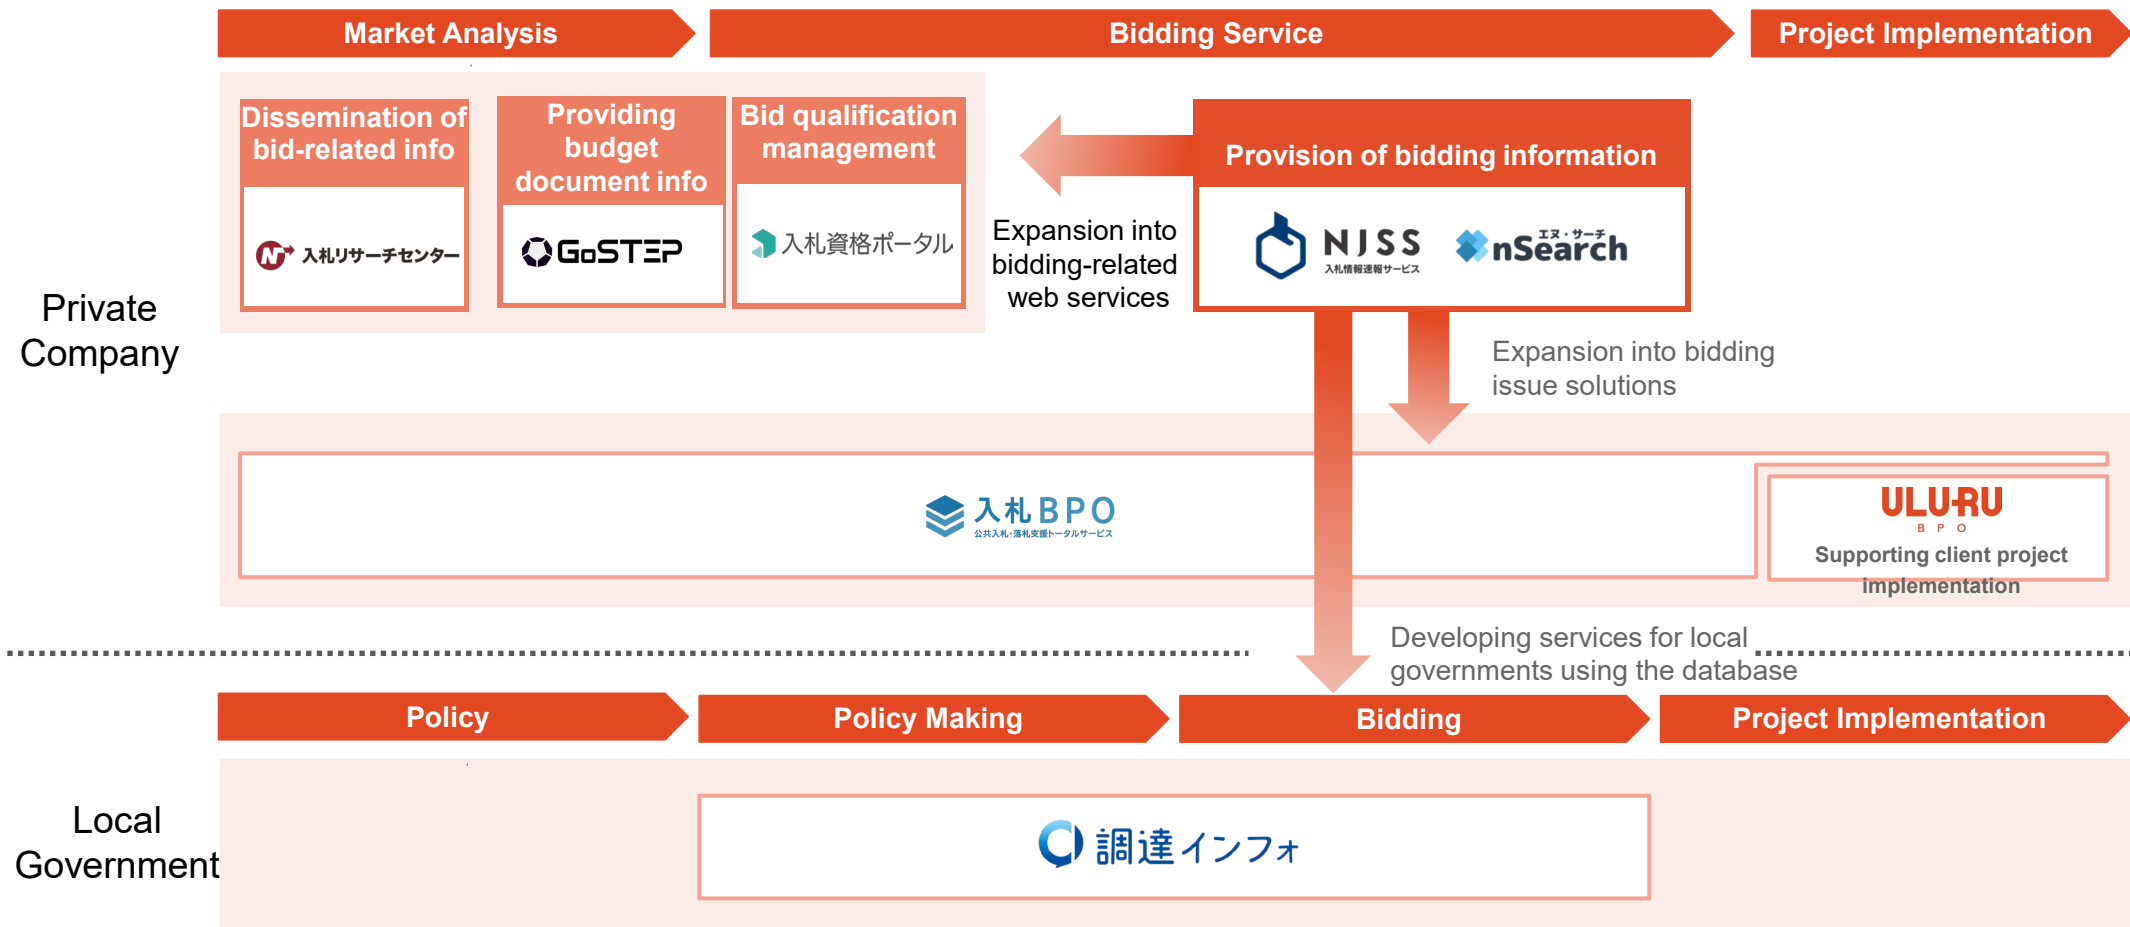 Market Analysis
Bidding Service
Project Implementation
Private
Company
Dissemination of
bid-related info
入札リサーチセンター
Providing
budget
document info
GoSTEP
Bid qualification
management
入札資格ポータル
Expansion into
bidding-related
web services
Provision of bidding information
NJSS
入札情報速報サービス
エヌ・サーチ
nSearch
Expansion into bidding
issue solutions
入札BPO
公共入札・落札支援トータルサービス
ULURU
BPO
Supporting client project
implementation
Developing services for local
governments using the database
Policy
Policy Making
Bidding
Project Implementation
Local
Government
調達インフォ